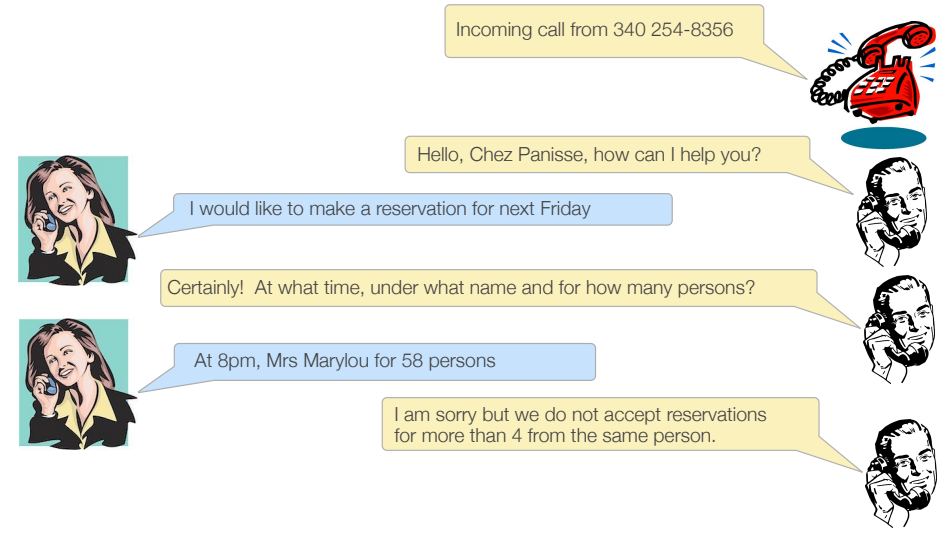 Incoming call from 340 254-8356
Hello, Chez Panisse, how can I help you?
I would like to make a reservation for next Friday
Certainly!  At what time, under what name and for how many persons?
At 8pm, Mrs Marylou for 58 persons
I am sorry but we do not accept reservations
for more than 4 from the same person.